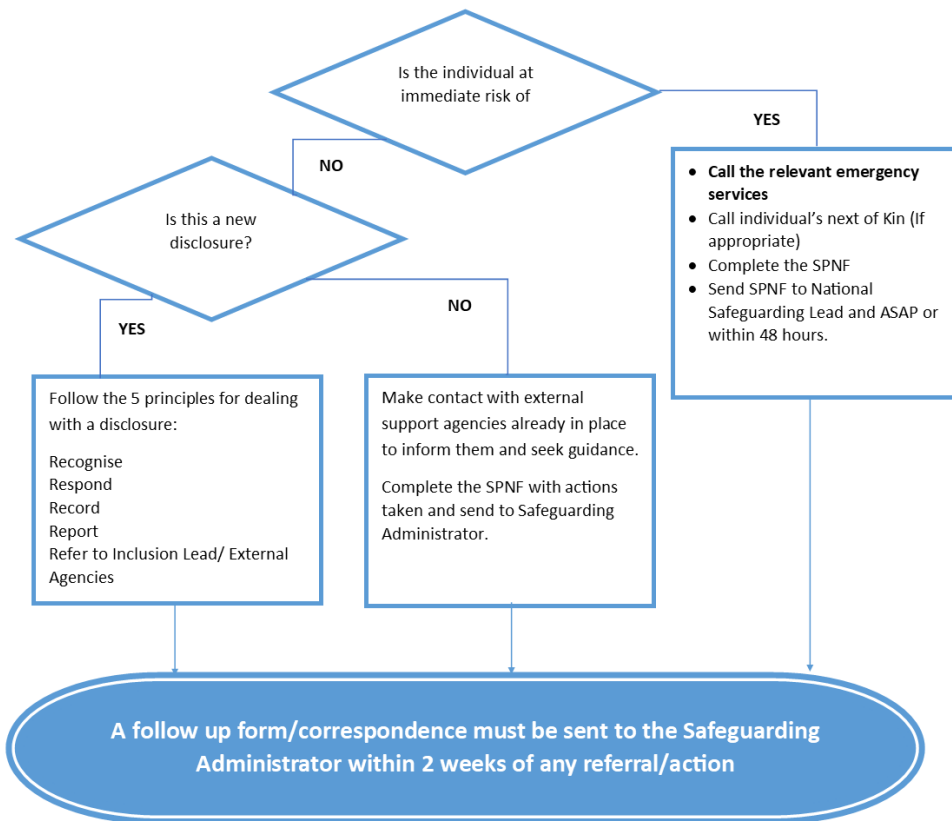 Is the individual at
immediate risk of
YES
NO
Is this a new
disclosure?
YES
NO
• Call the relevant emergency
services
• Call individual's next of Kin (If
appropriate)
• Complete the SPNF
• Send SPNF to National
Safeguarding Lead and ASAP or
within 48 hours.
Follow the 5 principles for dealing
with a disclosure:
Recognise
Respond
Record
Report
Refer to Inclusion Lead/ External
Agencies
Make contact with external
support agencies already in place
to inform them and seek guidance.
Complete the SPNF with actions
taken and send to Safeguarding
Administrator.
A follow up form/correspondence must be sent to the Safeguarding
Administrator within 2 weeks of any referral/action